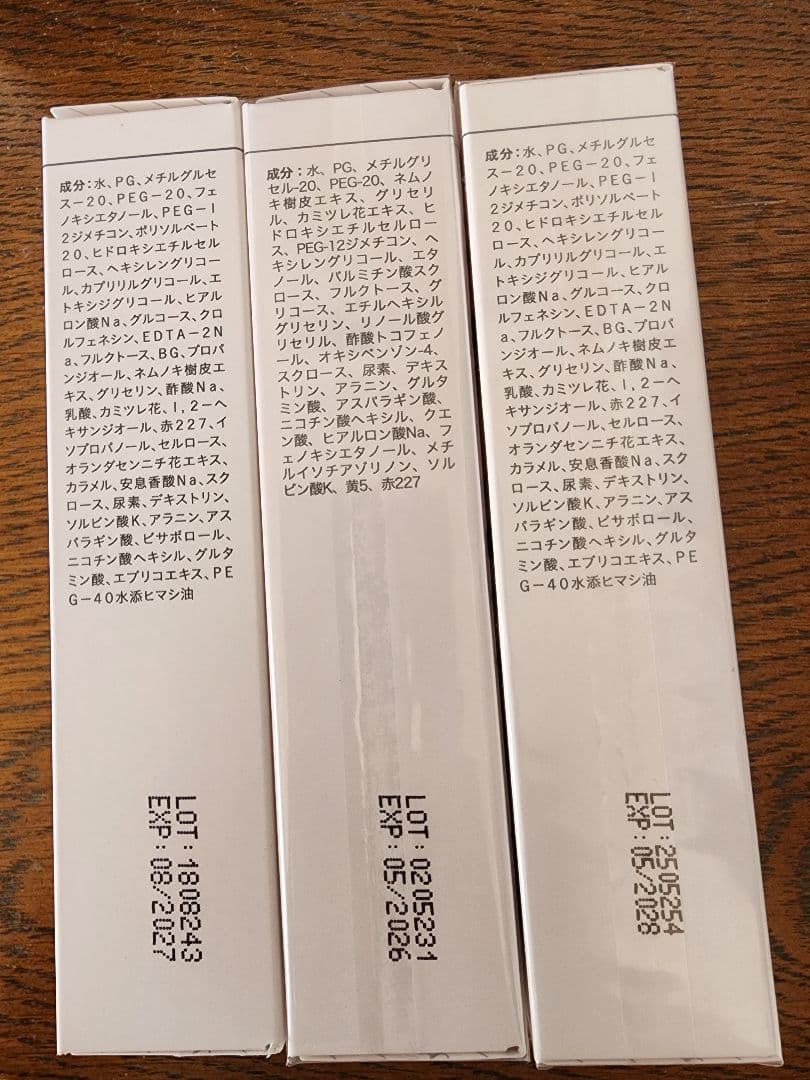 成分:水、PG、メチルグルセ
ス－20、PEG－20、フェ
ノキシエタノール、PEG－1
2ジメチコン、ポリソルベート
20、ヒドロキシエチルセル
ロース、ヘキシレングリコー
ル、カプリリルグリコール、エ
トキシジグリコール、ヒアル
ロン酸Na、グルコース、クロ
ルフェネシン、EDTA－2N
a、フルクトース、BG、プロパ
ンジオール、ネムノキ樹皮エ
キス、グリセリン、酢酸Na、
乳酸、カミツレ花、1，2－ヘ
キサンジオール、赤227、イ
ソプロパノール、セルロース、
オランダセンニチ花エキス、
カラメル、安息香酸Na、スク
ロース、尿素、デキストリン、
ソルビン酸K、アラニン、アス
パラギン酸、ビサボロール、
ニコチン酸ヘキシル、グルタ
ミン酸、エブリコエキス、PE
G－40水添ヒマシ油
LOT: 1808243
EXP: 08/2027
成分：水、PG、メチルグリ
セル-20、PEG-20、ネムノ
キ樹皮エキス、グリセリ
ル、カミツレ花エキス、ヒ
ドロキシエチルセルロー
ス、PEG-12ジメチコン、ヘ
キシレングリコール、エタ
ノール、パルミチン酸スク
ロース、フルクトース、グ
リコース、エチルヘキシル
グリセリン、リノール酸グ
リセリル、酢酸トコフェノ
ール、オキシベンゾン-4、
スクロース、尿素、デキス
トリン、アラニン、グルタ
ミン酸、アスパラギン酸、
ニコチン酸ヘキシル、クエ
ン酸、ヒアルロン酸Na、フ
ェノキシエタノール、メチ
ルイソチアゾリノン、ソル
ビン酸K、黄5、赤227
LOT: 0205231
EXP: 05/2026
成分:水、PG、メチルグルセ
ス－20、PEG－20、フェ
ノキシエタノール、PEG－1
2ジメチコン、ポリソルベート
20、ヒドロキシエチルセル
ロース、ヘキシレングリコー
ル、カプリリルグリコール、エ
トキシジグリコール、ヒアル
ロン酸Na、グルコース、クロ
ルフェネシン、EDTA－2N
a、フルクトース、BG、プロパ
ンジオール、ネムノキ樹皮エ
キス、グリセリン、酢酸Na、
乳酸、カミツレ花、1，2－ヘ
キサンジオール、赤227、イ
ソプロパノール、セルロース、
オランダセンニチ花エキス、
カラメル、安息香酸Na、スク
ロース、尿素、デキストリン、
ソルビン酸K、アラニン、アス
パラギン酸、ビサボロール、
ニコチン酸ヘキシル、グルタ
ミン酸、エブリコエキス、PE
G－40水添ヒマシ油
LOT: 2505254
EXP: 05/2028